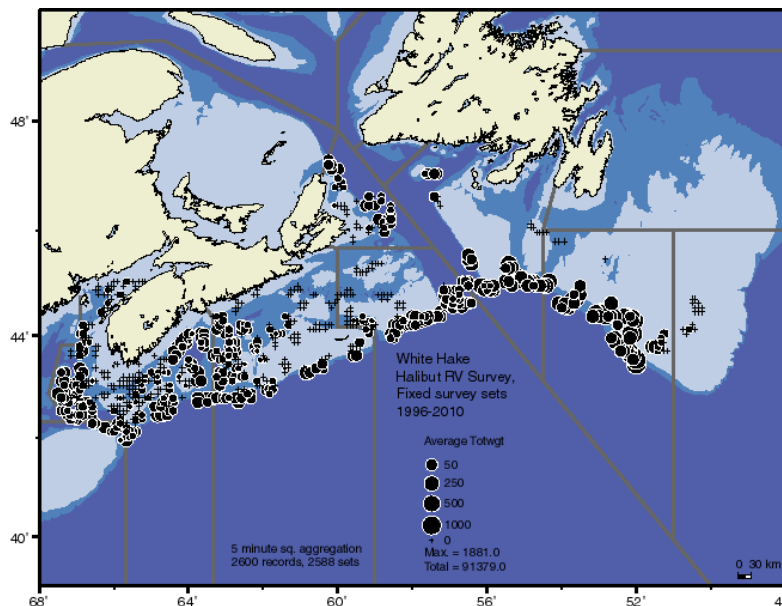 48'
44'
40'
White Hake
Halibut RV Survey,
Fixed survey sets
1996-2010
Average Totwgt
50
250
500
1000
0
Max. = 1881.0
Total = 91379.0
5 minute sq. aggregation
2600 records, 2588 sets
0 30 km
68'
64'
60'
56'
52'